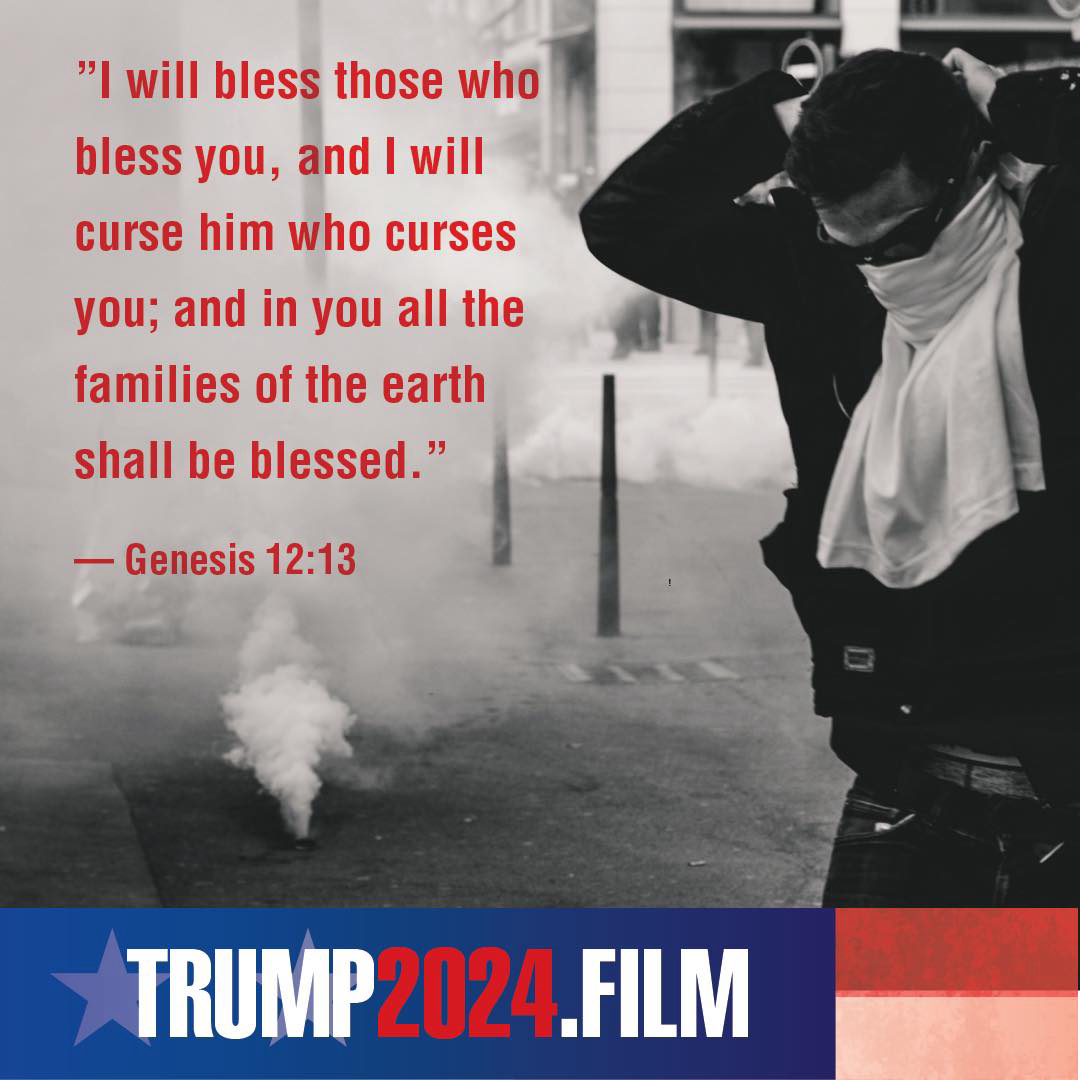 ”I will bless those who
bless you, and I will
curse him who curses
you; and in you all the
families of the earth
shall be blessed.”
— Genesis 12:13
!
TRUMP2024.FILM